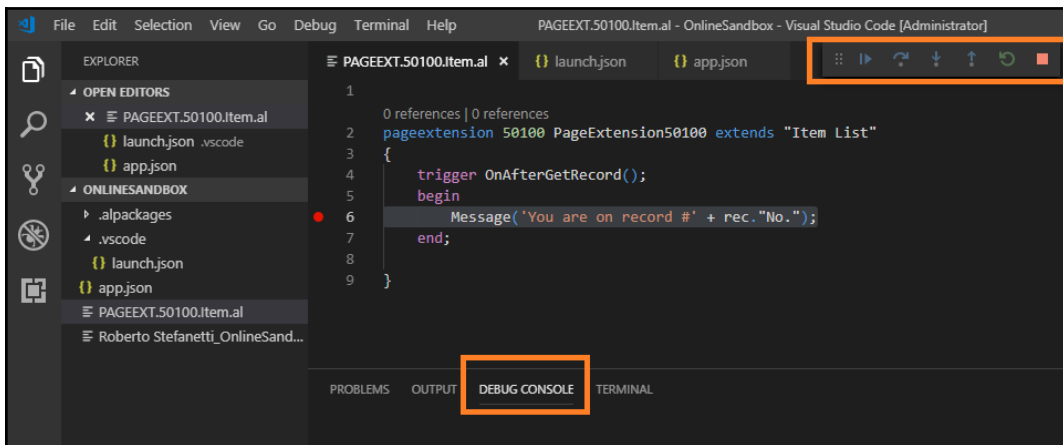 File Edit Selection View Go Debug Terminal Help PAGEEXT.50100.Item.al - OnlineSandbox - Visual Studio Code [Administrator]
EXPLORER
OPEN EDITORS
PAGEEXT.50100.Item.al
{} launch.json .vscode
{} app.json
ONLINESANDBOX
.alpackages
.vscode
{} launch.json
{} app.json
PAGEEXT.50100.Item.al
Roberto Stefanetti_OnlineSand...
PAGEEXT.50100.Item.al {} launch.json {} app.json
1
0 references | 0 references
2 pageextension 50100 PageExtension50100 extends "Item List"
3 {
4 trigger OnAfterGetRecord();
5 begin
6 Message('You are on record #' + rec."No.");
7 end;
8
9 }
PROBLEMS OUTPUT DEBUG CONSOLE TERMINAL